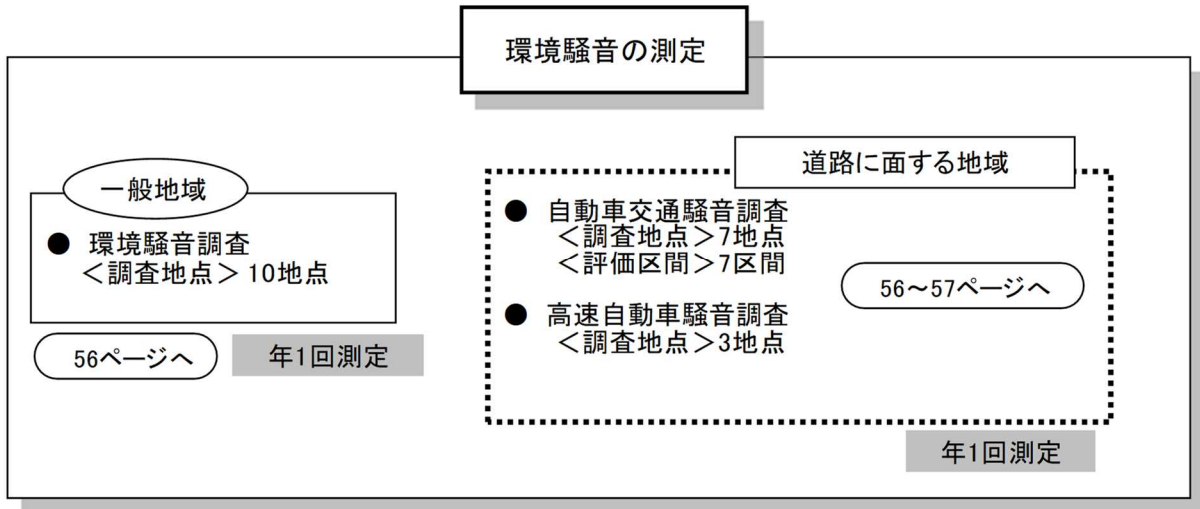 環境騒音の測定
一般地域
● 環境騒音調査
＜調査地点＞10地点
56ページへ
年1回測定
道路に面する地域
● 自動車交通騒音調査
＜調査地点＞7地点
＜評価区間＞7区間
● 高速自動車騒音調査
＜調査地点＞3地点
56～57ページへ
年1回測定